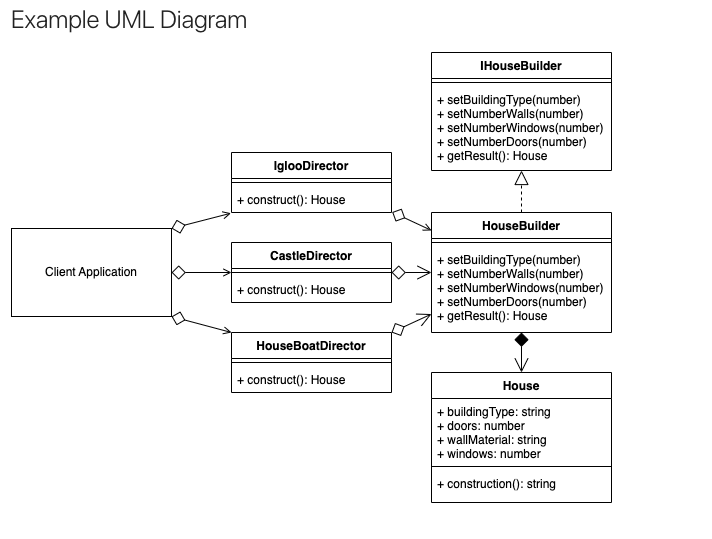 Example UML Diagram
IHouseBuilder
+ setBuildingType(number)
+ setNumberWalls(number)
+ setNumberWindows(number)
+ setNumberDoors(number)
+ getResult(): House
IglooDirector
+ construct(): House
HouseBuilder
+ setBuildingType(number)
+ setNumberWalls(number)
+ setNumberWindows(number)
+ setNumberDoors(number)
+ getResult(): House
Client Application
CastleDirector
+ construct(): House
HouseBoatDirector
+ construct(): House
House
+ buildingType: string
+ doors: number
+ wallMaterial: string
+ windows: number
+ construction(): string